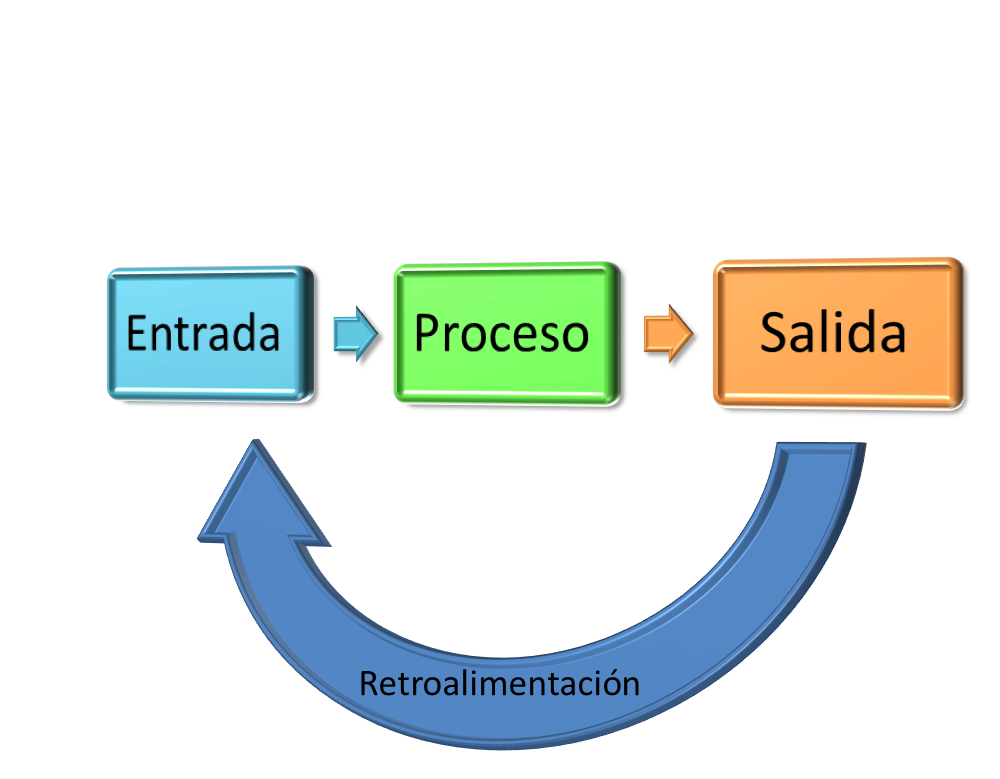 Entrada
Proceso
Salida
Retroalimentación